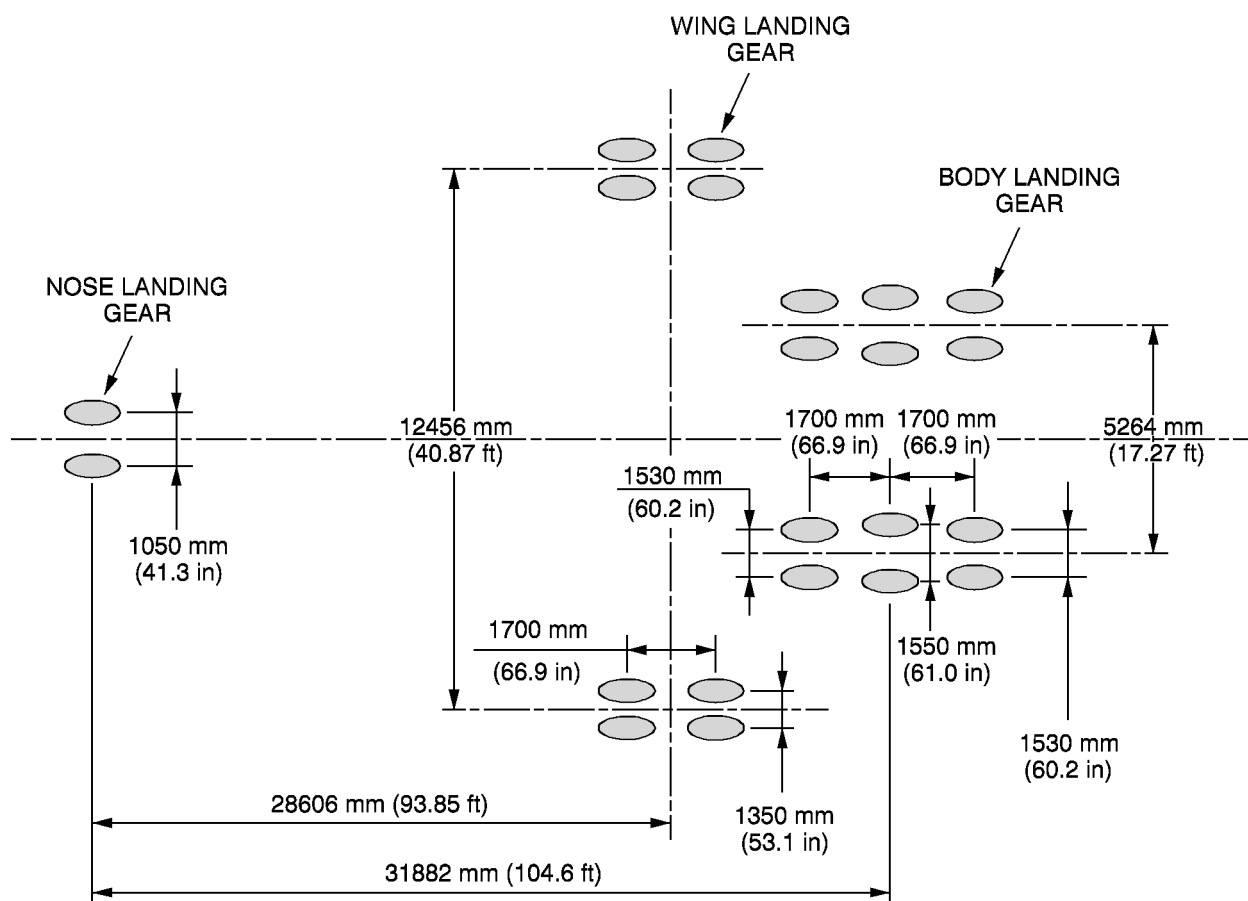 WING LANDING
GEAR
BODY LANDING
GEAR
NOSE LANDING
GEAR
12456 mm
(40.87 ft)
1700 mm
(66.9 in)
1700 mm
(66.9 in)
5264 mm
(17.27 ft)
1530 mm
(60.2 in)
1050 mm
(41.3 in)
1700 mm
(66.9 in)
1550 mm
(61.0 in)
1530 mm
(60.2 in)
28606 mm (93.85 ft)
1350 mm
(53.1 in)
31882 mm (104.6 ft)